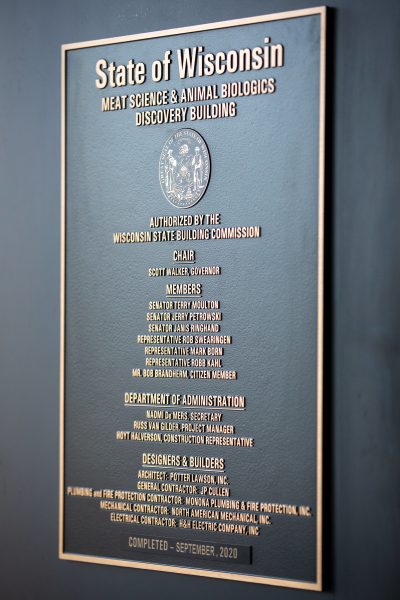 State of Wisconsin
MEAT SCIENCE & ANIMAL BIOLOGICS
DISCOVERY BUILDING
AUTHORIZED BY THE
WISCONSIN STATE BUILDING COMMISSION
CHAIR
SCOTT WALKER, GOVERNOR
MEMBERS
SENATOR TERRY MOULTON
SENATOR JERRY PETROWSKI
SENATOR JANIS RINGHAND
REPRESENTATIVE ROB SWEARINGEN
REPRESENTATIVE MARK BORN
REPRESENTATIVE ROBB KAHL
MR. BOB BRANDHERM, CITIZEN MEMBER
DEPARTMENT OF ADMINISTRATION
NAOMI De'MERS, SECRETARY
RUSS VAN GILDER, PROJECT MANAGER
HOYT HALVERSON, CONSTRUCTION REPRESENTATIVE
DESIGNERS & BUILDERS
ARCHITECT: POTTER LAWSON, INC.
GENERAL CONTRACTOR: JP CULLEN
PLUMBING and FIRE PROTECTION CONTRACTOR: MONONA PLUMBING & FIRE PROTECTION, INC.
MECHANICAL CONTRACTOR: NORTH AMERICAN MECHANICAL, INC.
ELECTRICAL CONTRACTOR: H&H ELECTRIC COMPANY, INC
COMPLETED – SEPTEMBER, 2020